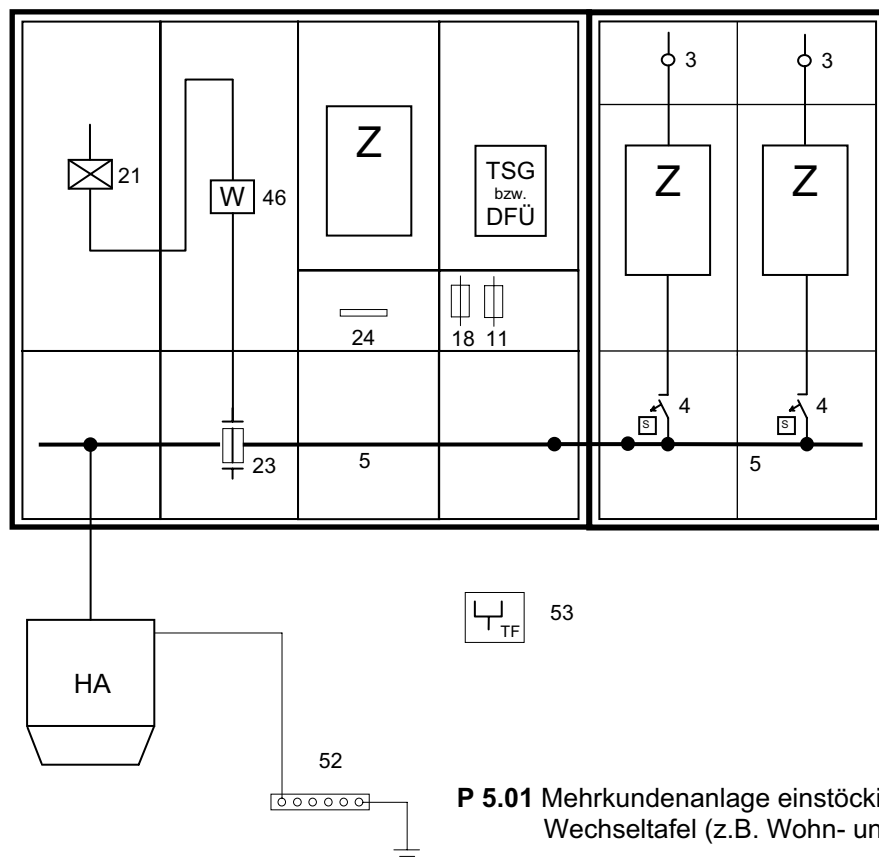 3
3
Z
Z
Z
21
W
46
TSG
bzw.
DFÜ
24
18
11
S
4
S
4
23
5
5
HA
TF
53
52
P 5.01 Mehrkundenanlage einstöcki
Wechseltafel (z.B. Wohn- un